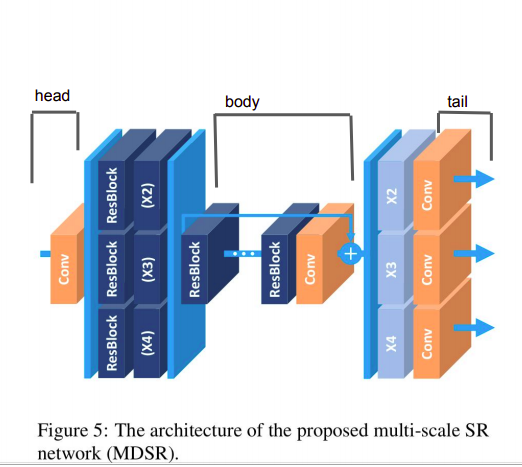 head
body
tail
Conv
ResBlock
(X2)
ResBlock
(X3)
ResBlock
(X4)
ResBlock
ResBlock
Conv
+
X2
Conv
X3
Conv
X4
Conv
Figure 5: The architecture of the proposed multi-scale SR
network (MDSR).